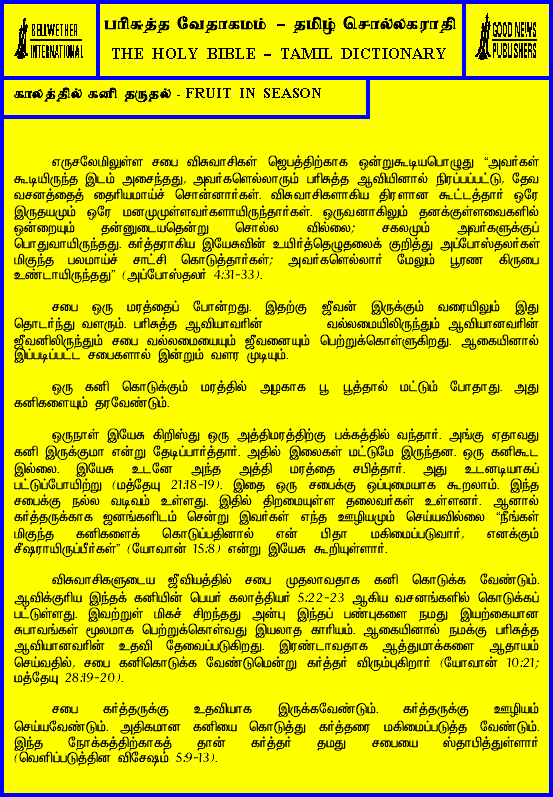 BELLWETHER
INTERNATIONAL
பரிசுத்த வேதாகமம் – தமிழ் சொல்லகராதி
THE HOLY BIBLE – TAMIL DICTIONARY
GOOD NEWS
PUBLISHERS
காலத்தில் கனி தருதல் - FRUIT IN SEASON
எருசலேமிலுள்ள சபை விசுவாசிகள் ஜெபத்திற்காக ஒன்றுகூடியபொழுது “அவர்கள்
கூடியிருந்த இடம் அசைந்தது, அவர்களெல்லாரும் பரிசுத்த ஆவியினால் நிரப்பப்பட்டு, தேவ
வசனத்தைத் தைரியமாய்ச் சொன்னார்கள். விசுவாசிகளாகிய திரளான கூட்டத்தார் ஒரே
இருதயமும் ஒரே மனமுமுள்ளவர்களாயிருந்தார்கள். ஒருவனாகிலும் தனக்குள்ளவைகளில்
ஒன்றையும் தன்னுடையதென்று சொல்ல வில்லை; சகலமும் அவர்களுக்குப்
பொதுவாயிருந்தது. கர்த்தராகிய இயேசுவின் உயிர்த்தெழுதலைக் குறித்து அப்போஸ்தலர்கள்
மிகுந்த பலமாய்ச் சாட்சி கொடுத்தார்கள்; அவர்களெல்லார் மேலும் பூரண கிருபை
உண்டாயிருந்தது” (அப்போஸ்தலர் 4:31-33).
சபை ஒரு மரத்தைப் போன்றது. இதற்கு ஜீவன் இருக்கும் வரையிலும் இது
தொடர்ந்து வளரும். பரிசுத்த ஆவியாவரின் வல்லமையிலிருந்தும் ஆவியானவரின்
ஜீவனிலிருந்தும் சபை வல்லமையையும் ஜீவனையும் பெற்றுக்கொள்ளுகிறது. ஆகையினால்
இப்படிப்பட்ட சபைகளால் இன்றும் வளர முடியும்.
ஒரு கனி கொடுக்கும் மரத்தில் அழகாக பூ பூத்தால் மட்டும் போதாது. அது
கனிகளையும் தரவேண்டும்.
ஒருநாள் இயேசு கிறிஸ்து ஒரு அத்திமரத்திற்கு பக்கத்தில் வந்தார். அங்கு ஏதாவது
கனி இருக்குமா என்று தேடிப்பார்த்தார். அதில் இலைகள் மட்டுமே இருந்தன. ஒரு கனிகூட
இல்லை. இயேசு உடனே அந்த அத்தி மரத்தை சபித்தார். அது உடனடியாகப்
பட்டுப்போயிற்று (மத்தேயு 21:18-19). இதை ஒரு சபைக்கு ஒப்புமையாக கூறலாம். இந்த
சபைக்கு நல்ல வடிவம் உள்ளது. இதில் திறமையுள்ள தலைவர்கள் உள்ளனர். ஆனால்
கர்த்தருக்காக ஜனங்களிடம் சென்று இவர்கள் எந்த ஊழியமும் செய்யவில்லை “நீங்கள்
மிகுந்த கனிகளைக் கொடுப்பதினால் என் பிதா மகிமைப்படுவார், எனக்கும்
சீஷராயிருப்பீர்கள்” (யோவான் 15:8) என்று இயேசு கூறியுள்ளார்.
விசுவாசிகளுடைய ஜீவியத்தில் சபை முதலாவதாக கனி கொடுக்க வேண்டும்.
ஆவிக்குரிய இந்தக் கனியின் பெயர் கலாத்தியர் 5:22-23 ஆகிய வசனங்களில் கொடுக்கப்
பட்டுள்ளது. இவற்றுள் மிகச் சிறந்தது அன்பு இந்தப் பண்புகளை நமது இயற்கையான
சுபாவங்கள் மூலமாக பெற்றுக்கொள்வது இயலாத காரியம். ஆகையினால் நமக்கு பரிசுத்த
ஆவியானவரின் உதவி தேவைப்படுகிறது. இரண்டாவதாக ஆத்துமாக்களை ஆதாயம்
செய்வதில், சபை கனிகொடுக்க வேண்டுமென்று கர்த்தர் விரும்புகிறார் (யோவான் 10:21;
மத்தேயு 28:19-20).
சபை கர்த்தருக்கு உதவியாக இருக்கவேண்டும். கர்த்தருக்கு ஊழியம்
செய்யவேண்டும். அதிகமான கனியை கொடுத்து கர்த்தரை மகிமைப்படுத்த வேண்டும்.
இந்த நோக்கத்திற்காகத் தான் கர்த்தர் தமது சபையை ஸ்தாபித்துள்ளார்
(வெளிப்படுத்தின விசேஷம் 5:9-13).